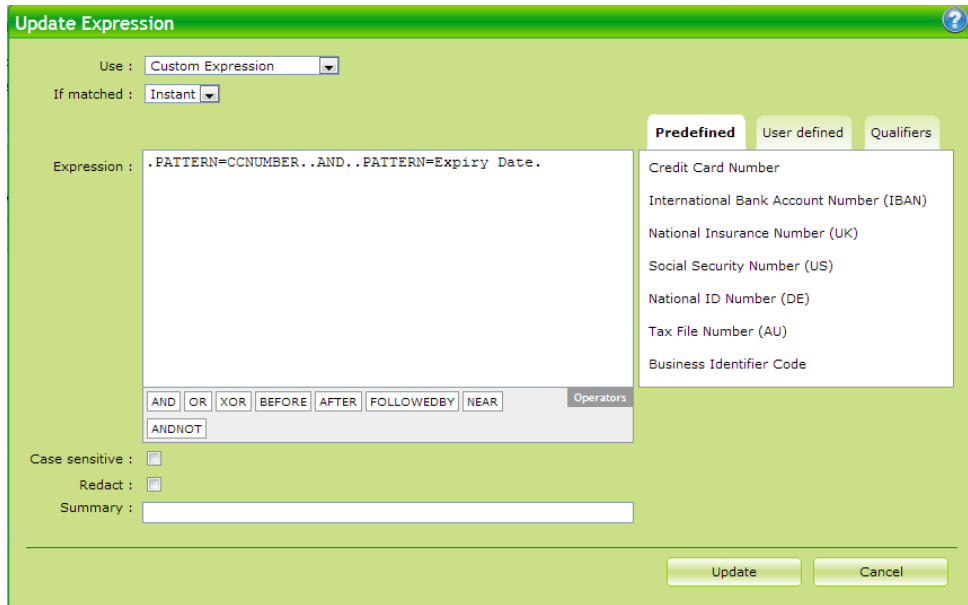 Update Expression
?
Use : Custom Expression
If matched : Instant
Predefined User defined Qualifiers
Expression : .PATTERN=CCNUMBER..AND..PATTERN=Expiry Date.
Credit Card Number
International Bank Account Number (IBAN)
National Insurance Number (UK)
Social Security Number (US)
National ID Number (DE)
Tax File Number (AU)
Business Identifier Code
AND OR XOR BEFORE AFTER FOLLOWEDBY NEAR Operators
ANDNOT
Case sensitive :
Redact :
Summary :
Update Cancel